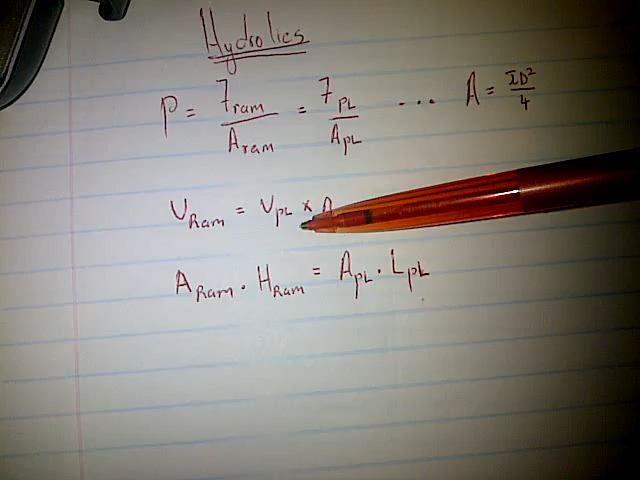 Hydrolics
P = Fram / Aram = FpL / ApL ... A = πD² / 4
VRam = VpL × n
ARam · HRam = ApL · LpL